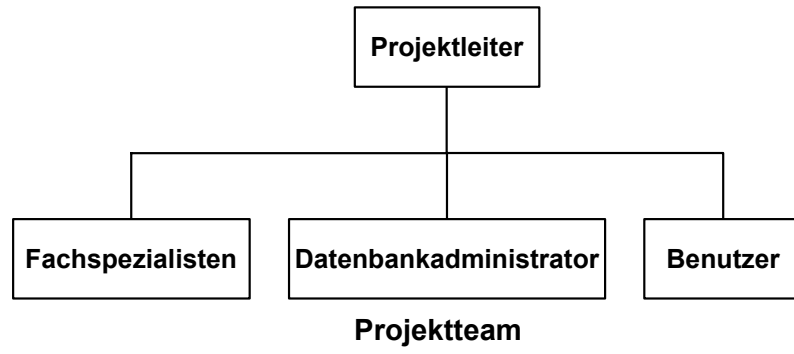 Projektleiter
Fachspezialisten
Datenbankadministrator
Benutzer
Projektteam